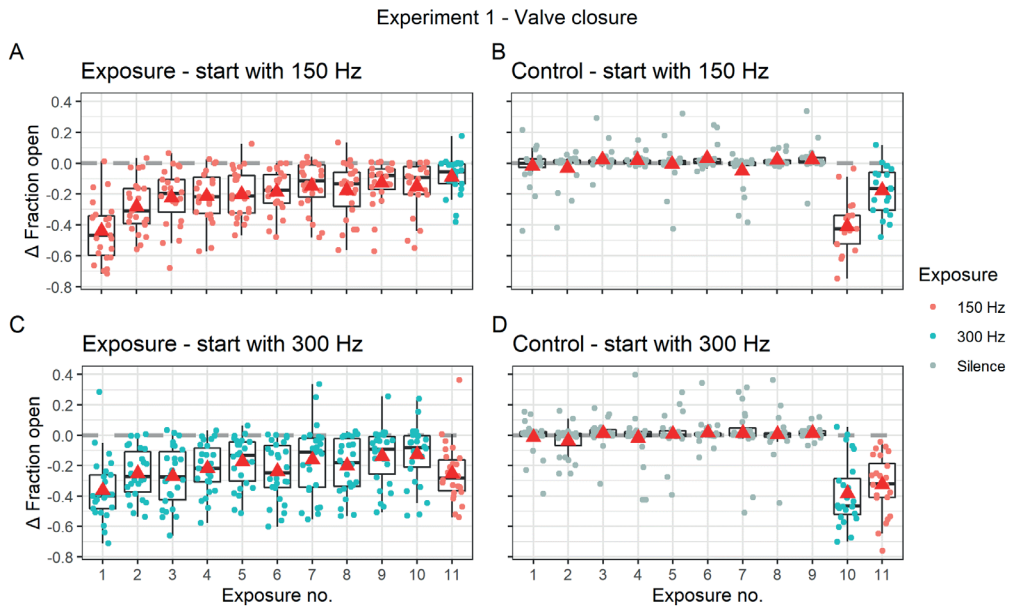 Experiment 1 - Valve closure
A
Exposure - start with 150 Hz
Δ Fraction open
0.4
0.2
0.0
-0.2
-0.4
-0.6
-0.8
B
Control - start with 150 Hz
C
Exposure - start with 300 Hz
Δ Fraction open
0.4
0.2
0.0
-0.2
-0.4
-0.6
-0.8
1 2 3 4 5 6 7 8 9 10 11
Exposure no.
D
Control - start with 300 Hz
1 2 3 4 5 6 7 8 9 10 11
Exposure no.
Exposure
150 Hz
300 Hz
Silence